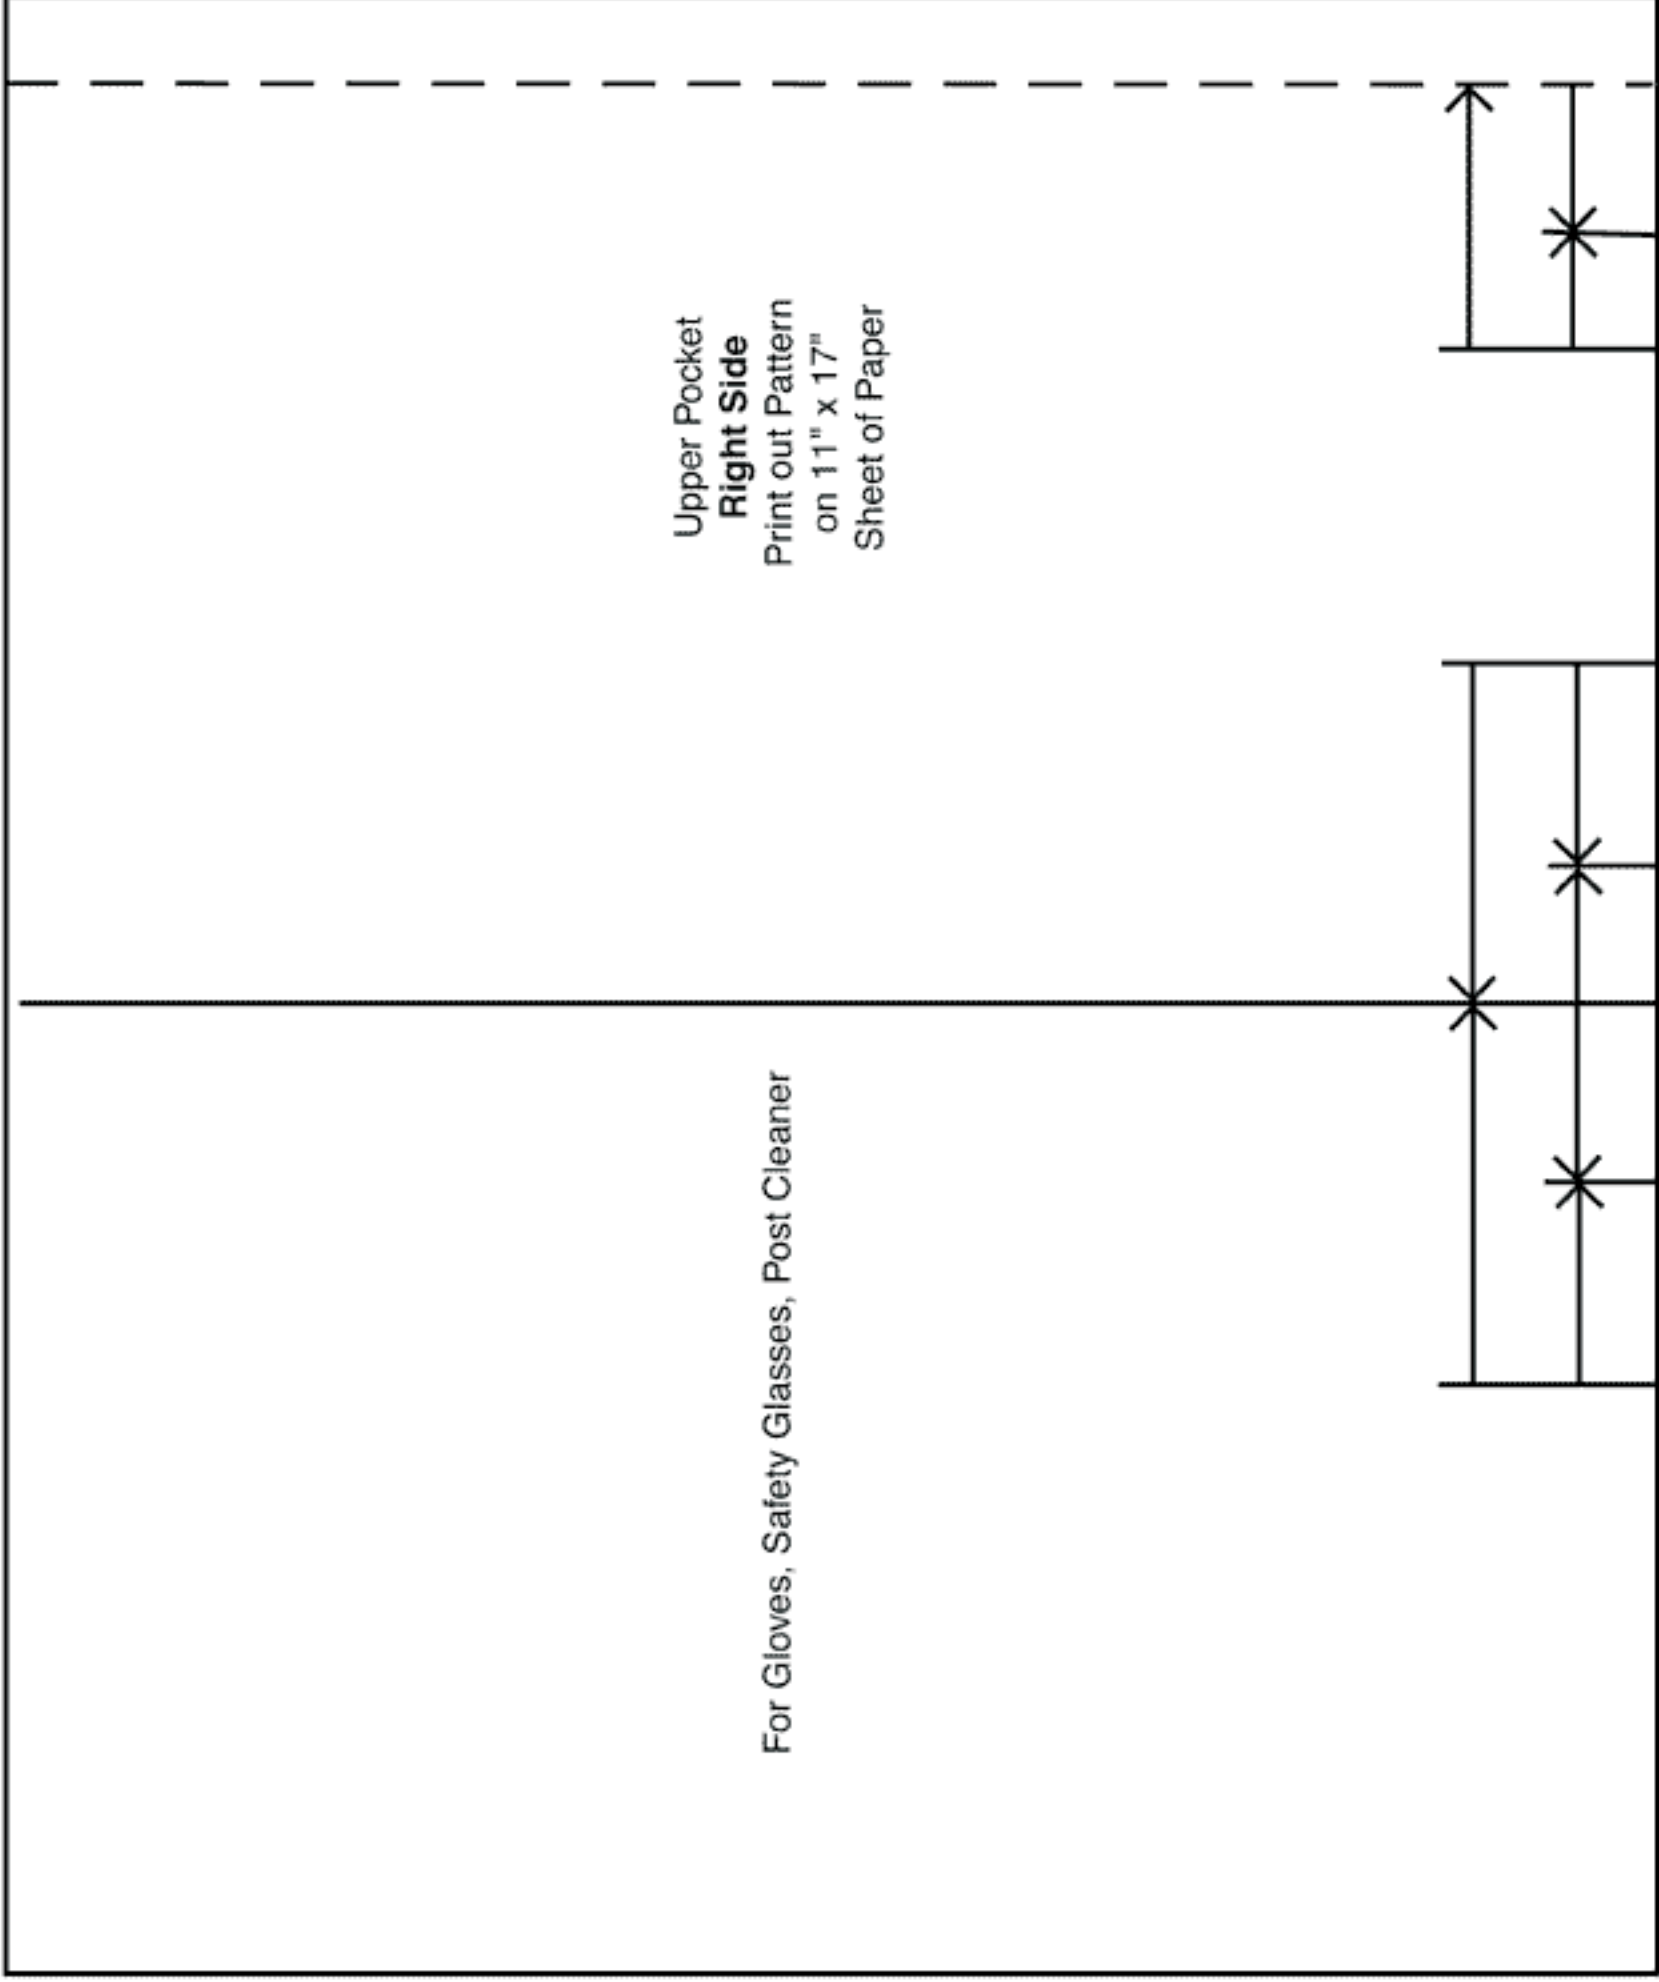 Upper Pocket
Right Side
Print out Pattern
on 11" x 17"
Sheet of Paper
For Gloves, Safety Glasses, Post Cleaner